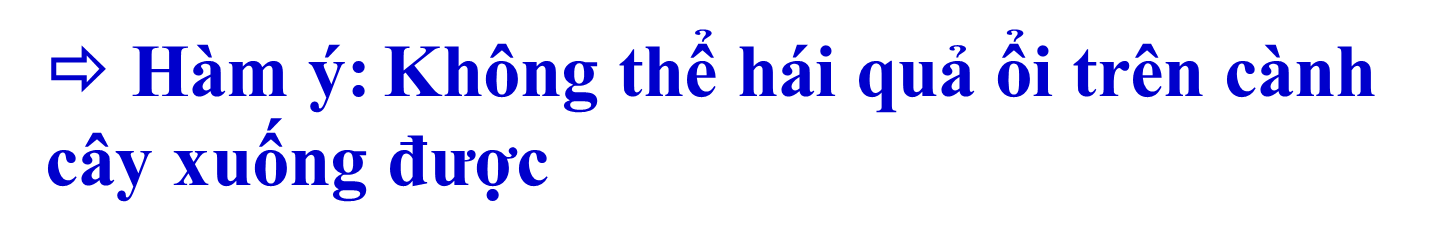 ⇨ Hàm ý: Không thể hái quả ổi trên cành
cây xuống được